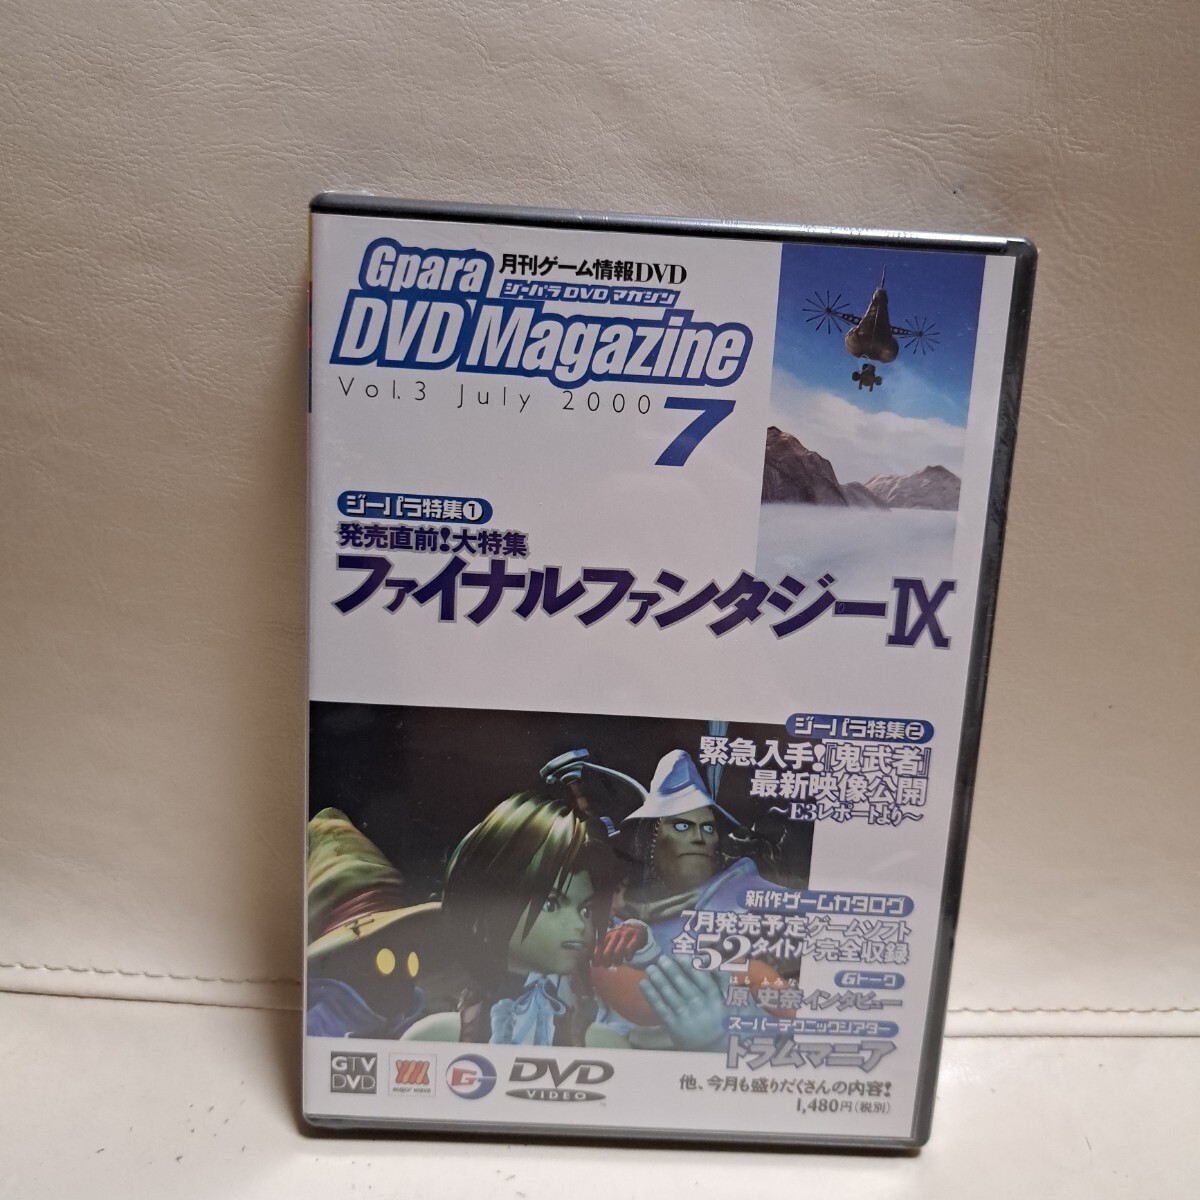 Gpara
月刊ゲーム情報DVD
ジーパラDVDマガジン
DVD Magazine
Vol.3 July 2000
7
ジーパラ特集1
発売直前!大特集
ファイナルファンタジーIX
ジーパラ特集2
緊急入手!『鬼武者』
最新映像公開
〜E3レポートより〜
新作ゲームカタログ
7月発売予定ゲームソフト
全52タイトル完全収録
Gトーク
はら ふみな
原 史奈インタビュー
スーパーテクニックシアター
ドラムマニア
他、今月も盛りだくさんの内容!
1,480円(税別)
GTV
DVD
major wave
G
DVD
VIDEO